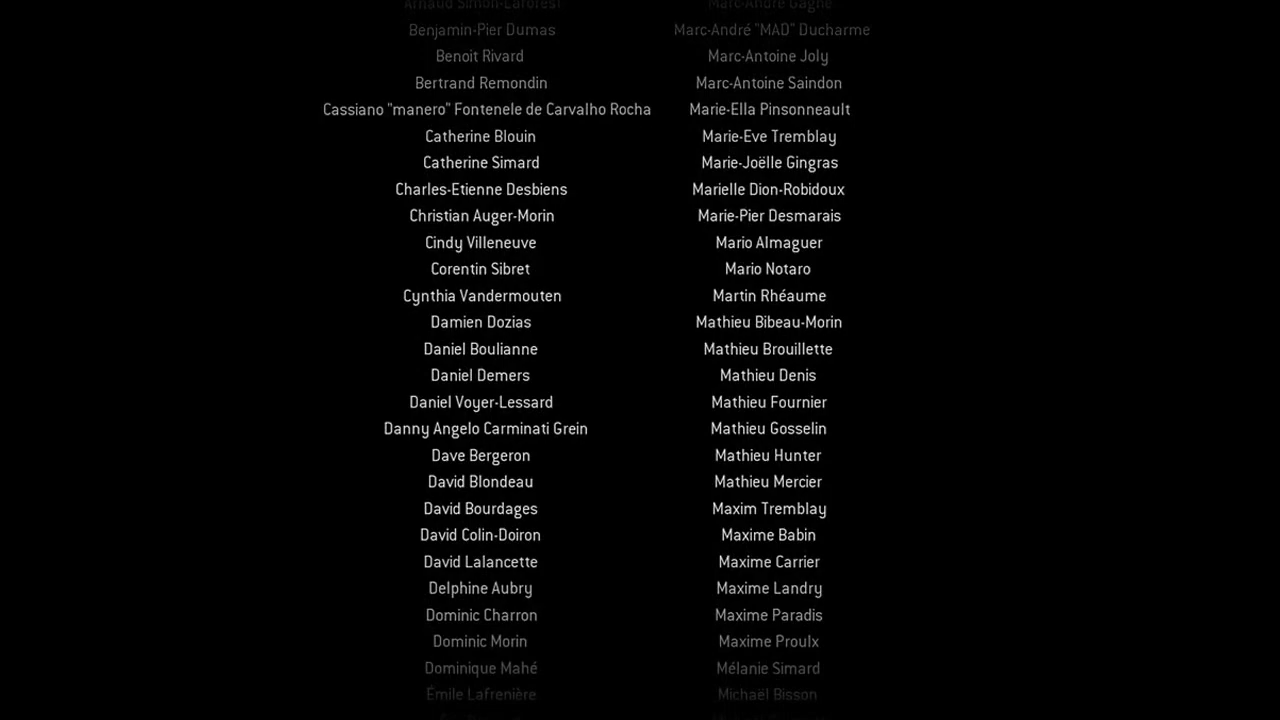 Arnaud Simon-Laforest
Benjamin-Pier Dumas
Benoit Rivard
Bertrand Remondin
Cassiano "manero" Fontenele de Carvalho Rocha
Catherine Blouin
Catherine Simard
Charles-Etienne Desbiens
Christian Auger-Morin
Cindy Villeneuve
Corentin Sibret
Cynthia Vandermouten
Damien Dozias
Daniel Boulianne
Daniel Demers
Daniel Voyer-Lessard
Danny Angelo Carminati Grein
Dave Bergeron
David Blondeau
David Bourdages
David Colin-Doiron
David Lalancette
Delphine Aubry
Dominic Charron
Dominic Morin
Dominique Mahé
Émile Lafrenière
Marc-André Gagné
Marc-André "MAD" Ducharme
Marc-Antoine Joly
Marc-Antoine Saindon
Marie-Ella Pinsonneault
Marie-Eve Tremblay
Marie-Joëlle Gingras
Marielle Dion-Robidoux
Marie-Pier Desmarais
Mario Almaguer
Mario Notaro
Martin Rhéaume
Mathieu Bibeau-Morin
Mathieu Brouillette
Mathieu Denis
Mathieu Fournier
Mathieu Gosselin
Mathieu Hunter
Mathieu Mercier
Maxim Tremblay
Maxime Babin
Maxime Carrier
Maxime Landry
Maxime Paradis
Maxime Proulx
Mélanie Simard
Michaël Bisson